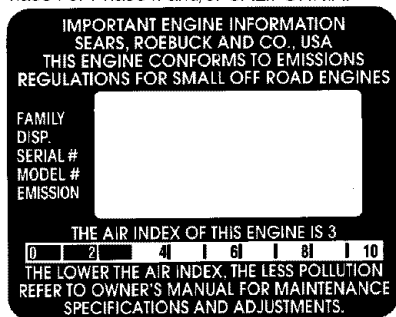 IMPORTANT ENGINE INFORMATION
SEARS, ROEBUCK AND CO., USA
THIS ENGINE CONFORMS TO EMISSIONS
REGULATIONS FOR SMALL OFF ROAD ENGINES
FAMILY
DISP.
SERIAL #
MODEL #
EMISSION
THE AIR INDEX OF THIS ENGINE IS 3
0 2 4 6 8 10
THE LOWER THE AIR INDEX, THE LESS POLLUTION
REFER TO OWNER'S MANUAL FOR MAINTENANCE
SPECIFICATIONS AND ADJUSTMENTS.